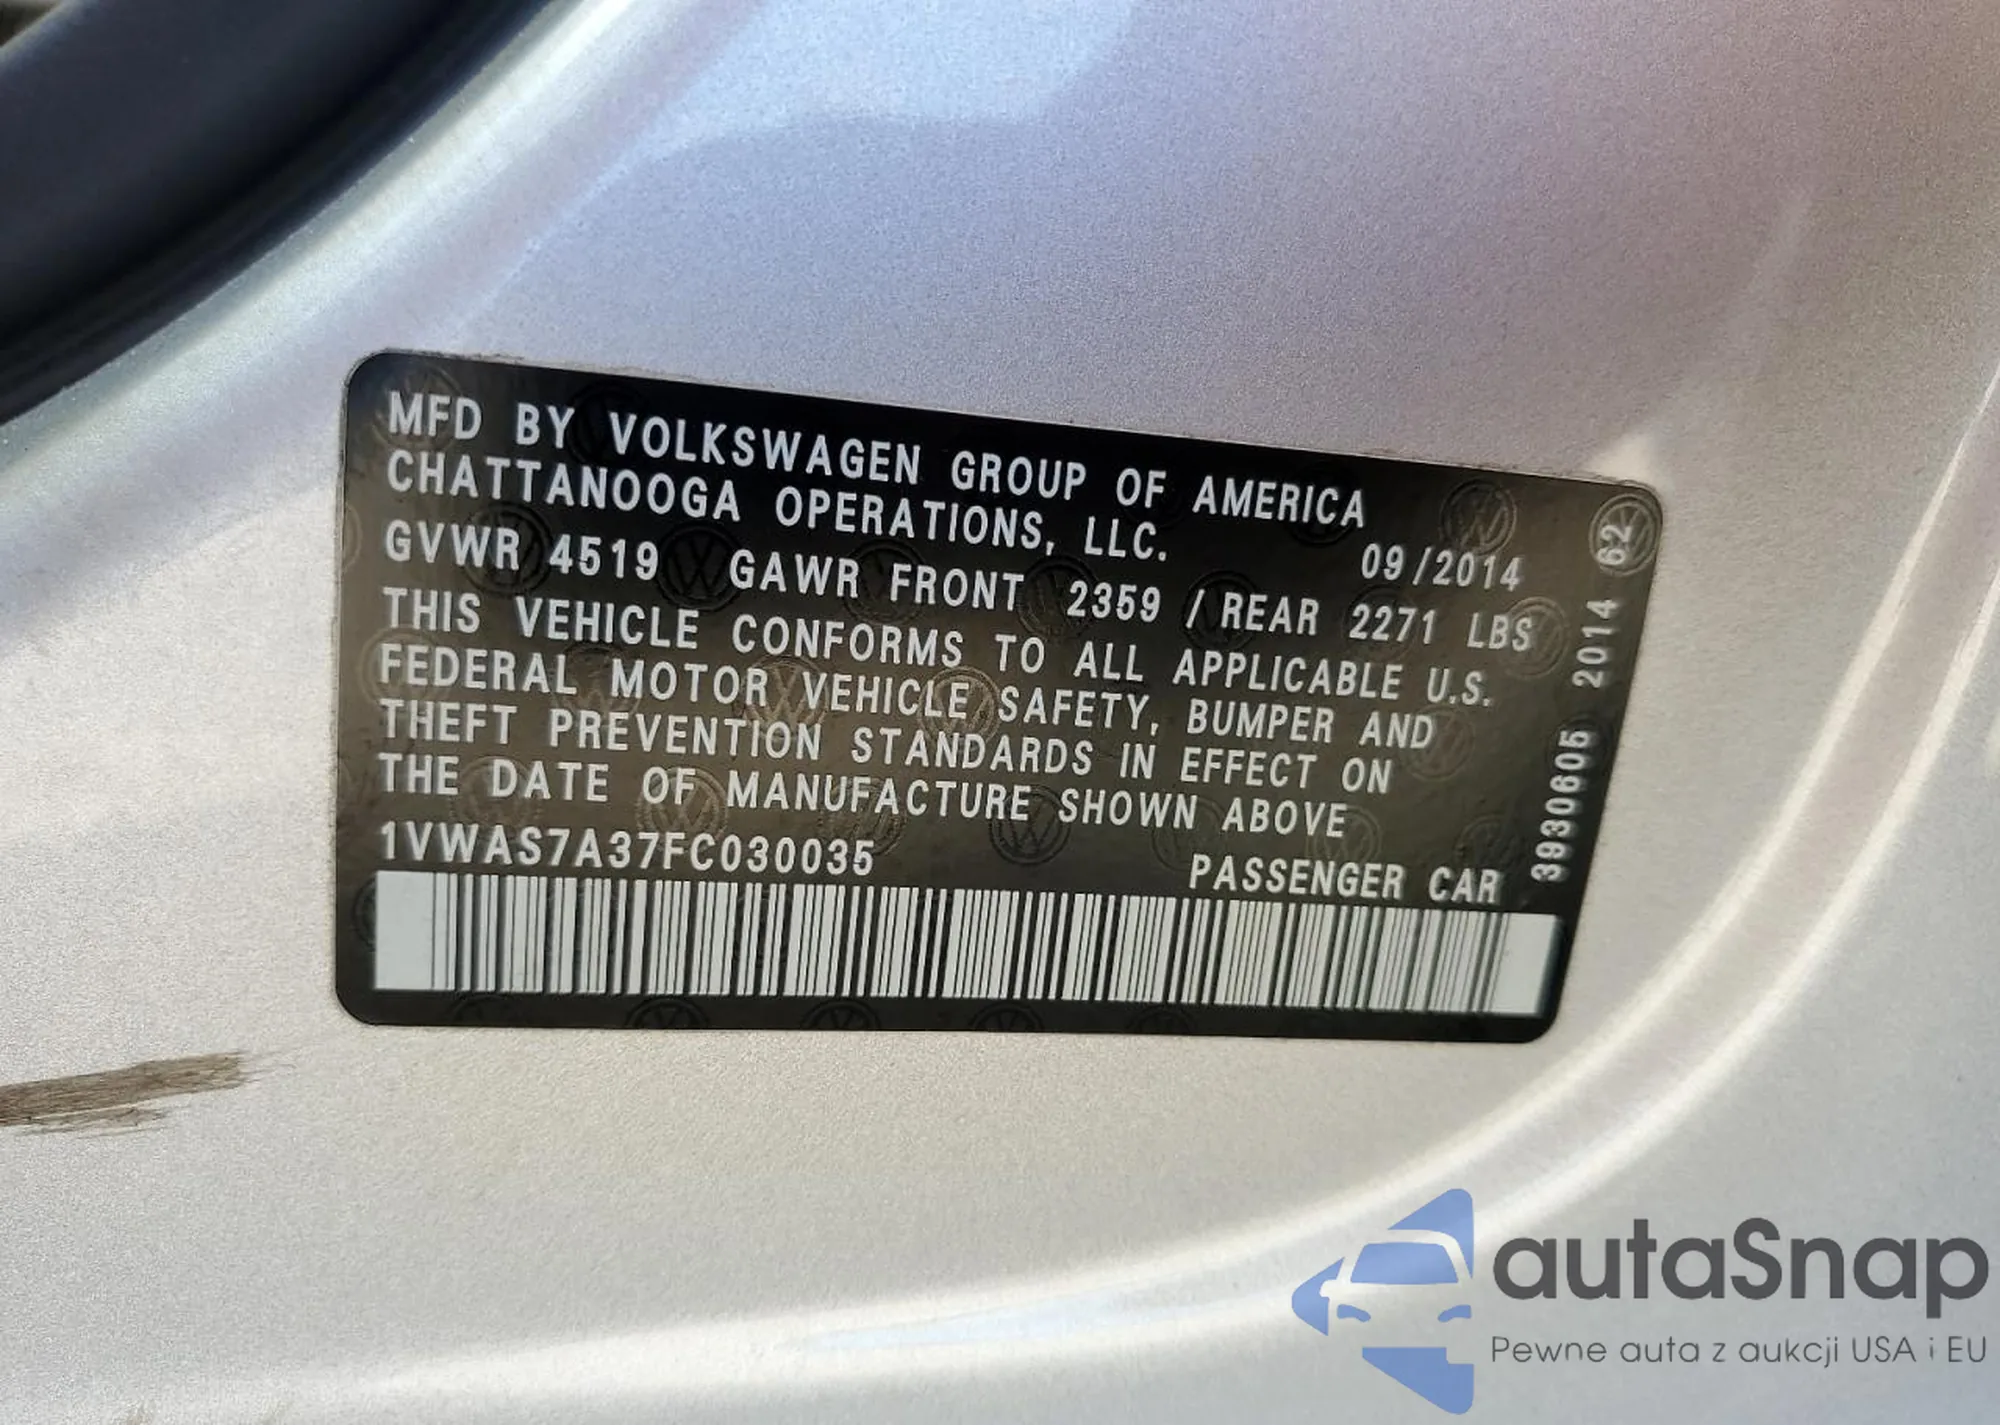 MFD BY VOLKSWAGEN GROUP OF AMERICA
CHATTANOOGA OPERATIONS, LLC. 09/2014
GVWR 4519 GAWR FRONT 2359 / REAR 2271 LBS
THIS VEHICLE CONFORMS TO ALL APPLICABLE U.S.
FEDERAL MOTOR VEHICLE SAFETY, BUMPER AND
THEFT PREVENTION STANDARDS IN EFFECT ON
THE DATE OF MANUFACTURE SHOWN ABOVE
1VWAS7A37FC030035 PASSENGER CAR
3930605 2014 62
autaSnap
Pewne auta z aukcji USA i EU